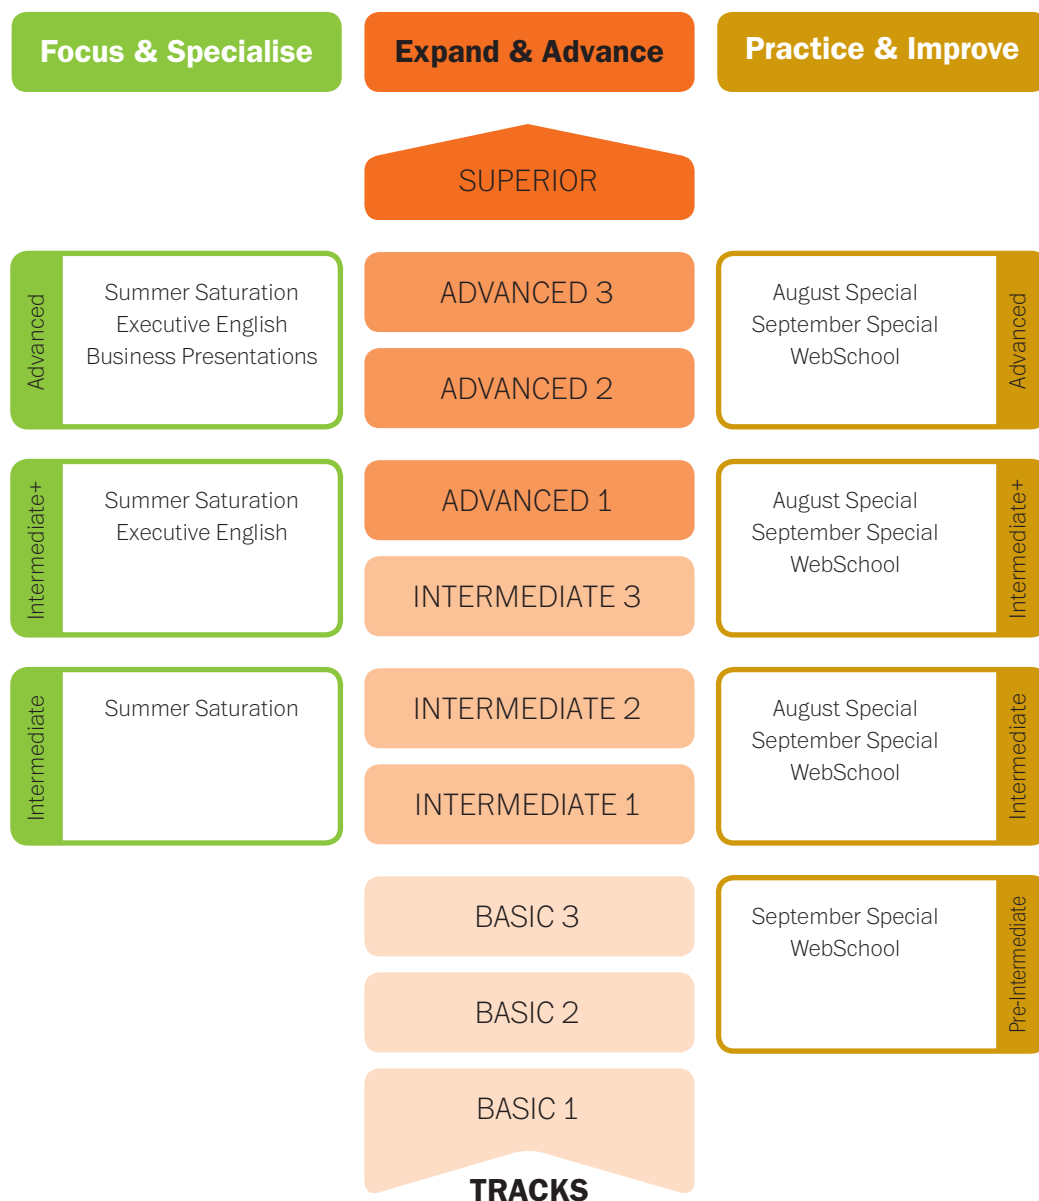 Focus & Specialise
Expand & Advance
Practice & Improve
SUPERIOR
Advanced
Summer Saturation
Executive English
Business Presentations
ADVANCED 3
ADVANCED 2
August Special
September Special
WebSchool
Advanced
Intermediate+
Summer Saturation
Executive English
ADVANCED 1
INTERMEDIATE 3
August Special
September Special
WebSchool
Intermediate+
Intermediate
Summer Saturation
INTERMEDIATE 2
INTERMEDIATE 1
August Special
September Special
WebSchool
Intermediate
BASIC 3
BASIC 2
September Special
WebSchool
Pre-Intermediate
BASIC 1
TRACKS